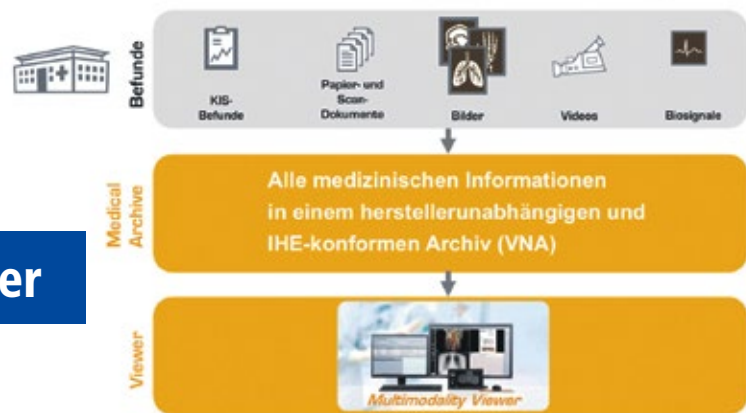 Befunde
KIS-
Befunde
Papier- und
Scan-
Dokumente
Bilder
Videos
Biosignale
Medical
Archive
Alle medizinischen Informationen
in einem herstellerunabhängigen und
IHE-konformen Archiv (VNA)
er
Viewer
Multimodality Viewer